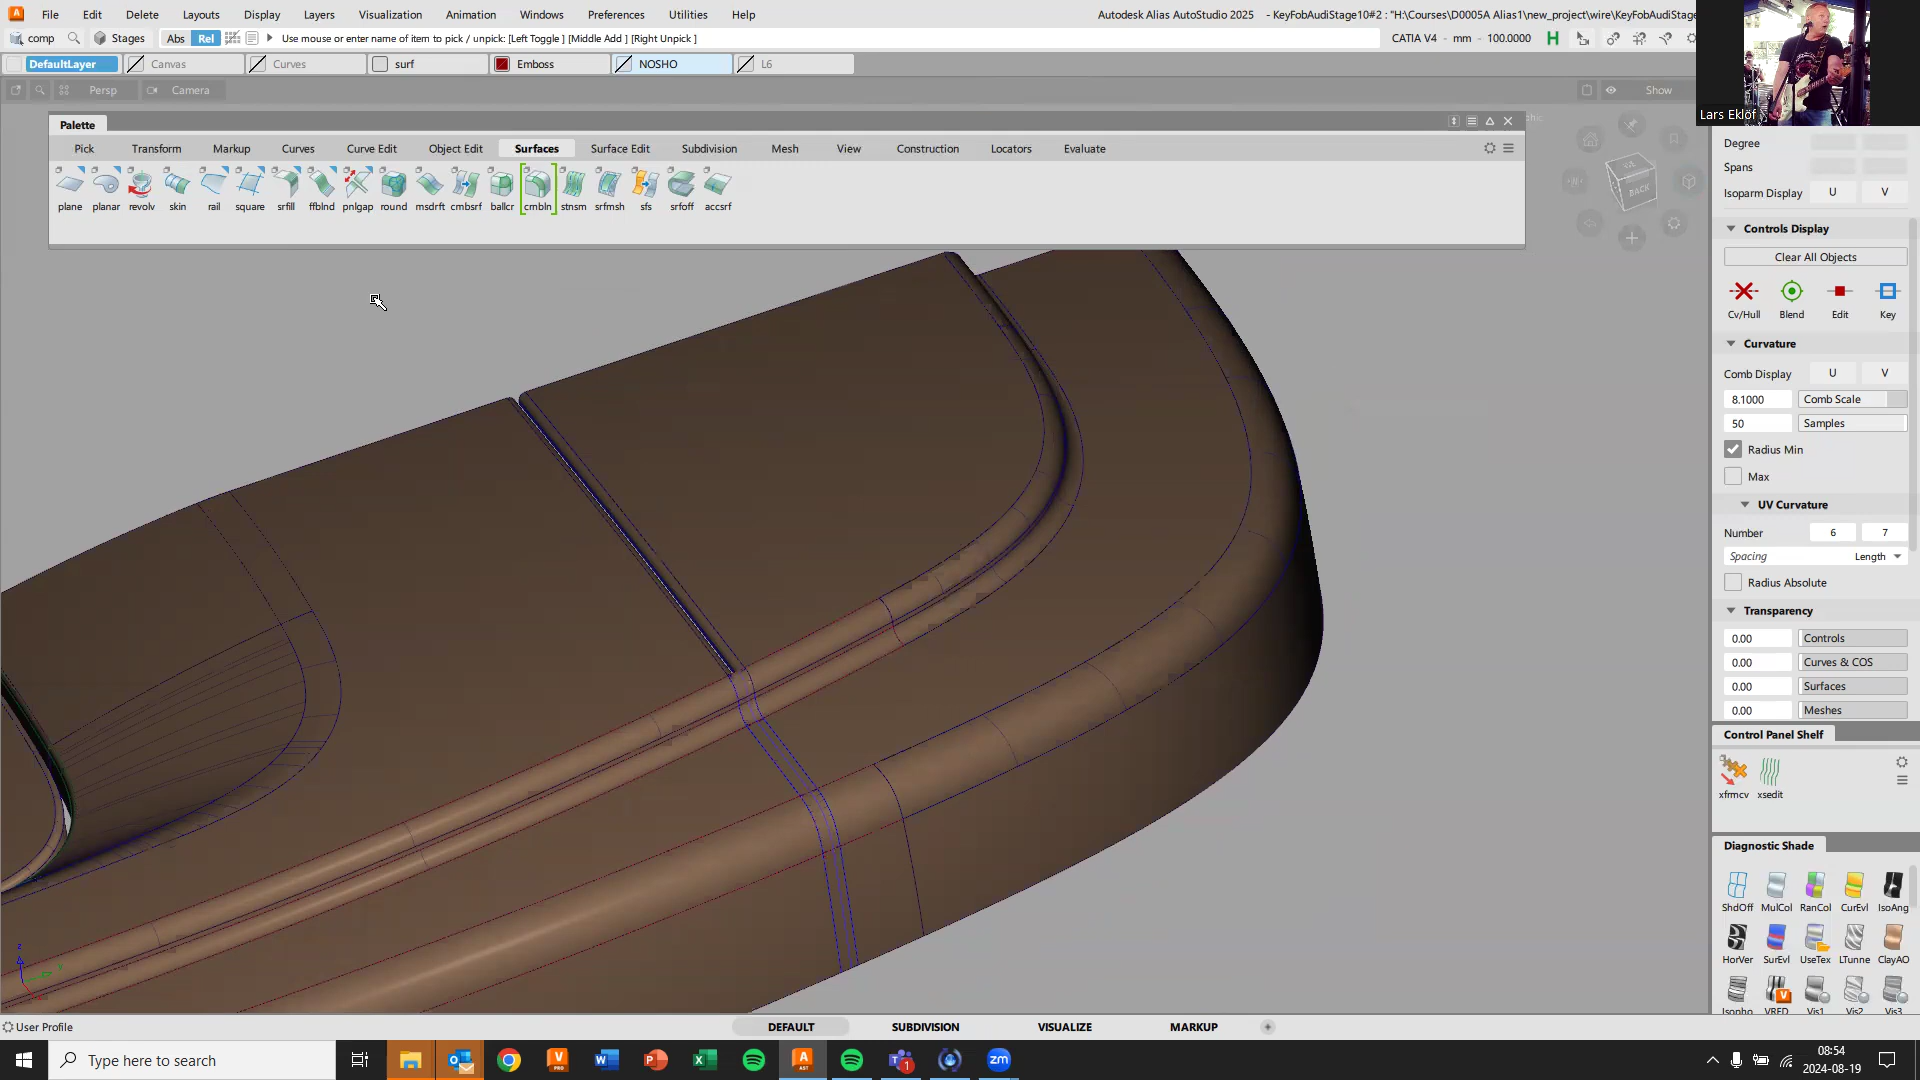 File Edit Delete Layouts Display Layers Visualization Animation Windows Preferences Utilities Help
Autodesk Alias AutoStudio 2025 - KeyFobAudiStage10#2 : "H:\Courses\D0005A Alias1\new_project\wire\KeyFobAudiStage
comp Stages Abs Rel Use mouse or enter name of item to pick / unpick: [Left Toggle ] [Middle Add ] [Right Unpick ] CATIA V4 - mm - 100.0000 H
DefaultLayer Canvas Curves surf Emboss NOSHO L6
Persp Camera Show
Lars Eklöf
Palette
Pick Transform Markup Curves Curve Edit Object Edit Surfaces Surface Edit Subdivision Mesh View Construction Locators Evaluate
plane planar revolv skin rail square srfill ffblnd pnlgap round msdrft cmbsrf ballcr crnbln stnsm srfmsh sfs srfoff accsrf
BACK
Degree
Spans
Isoparm Display U V
Controls Display
Clear All Objects
Cv/Hull Blend Edit Key
Curvature
Comb Display U V
8.1000 Comb Scale
50 Samples
Radius Min
Max
UV Curvature
Number 6 7
Spacing Length
Radius Absolute
Transparency
0.00 Controls
0.00 Curves & COS
0.00 Surfaces
0.00 Meshes
Control Panel Shelf
xfrmcv xsedit
Diagnostic Shade
ShdOff MulCol RanCol CurEvl IsoAng
HorVer SurEvl UseTex LTunne ClayAO
Isopho VRED Vis1 Vis2 Vis3
z
y
User Profile DEFAULT SUBDIVISION VISUALIZE MARKUP
Type here to search
08:54
2024-08-19